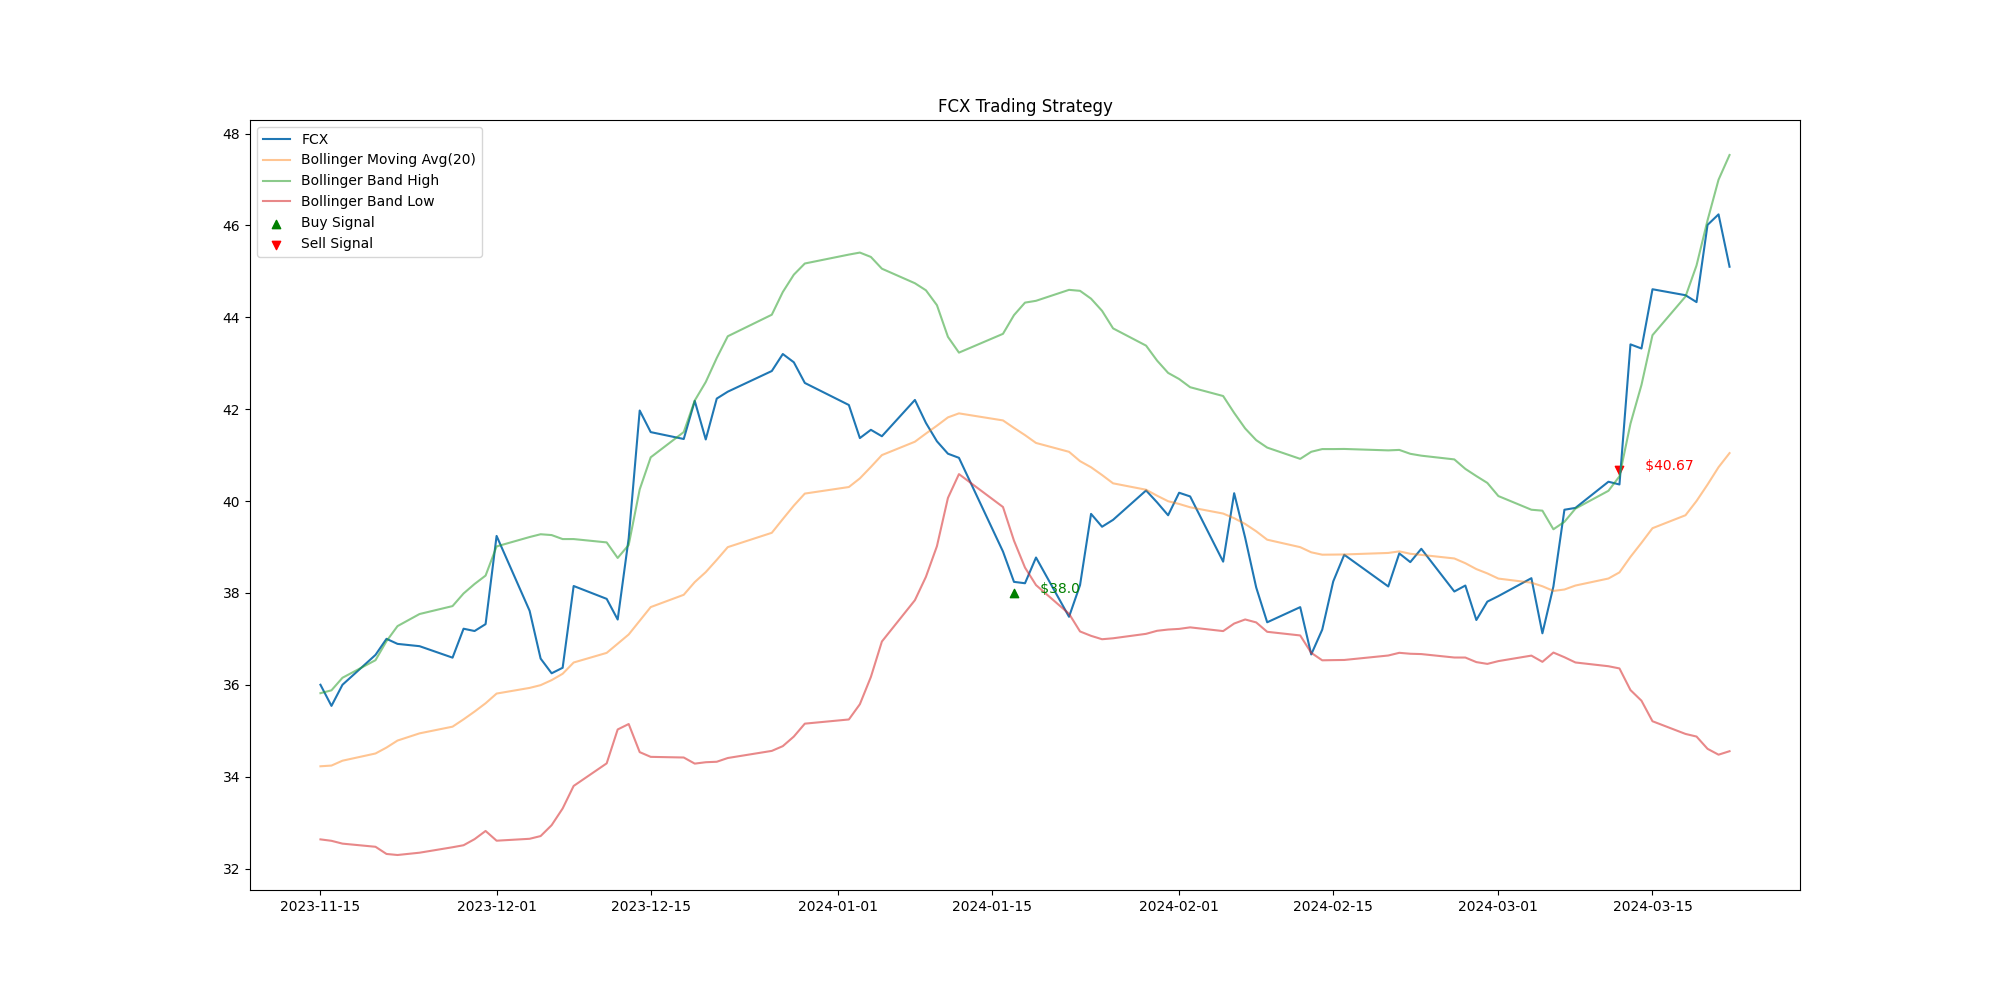 FCX Trading Strategy
48
46
44
42
40
38
36
34
32
FCX
Bollinger Moving Avg(20)
Bollinger Band High
Bollinger Band Low
Buy Signal
Sell Signal
$40.67
$38.0
2023-11-15
2023-12-01
2023-12-15
2024-01-01
2024-01-15
2024-02-01
2024-02-15
2024-03-01
2024-03-15